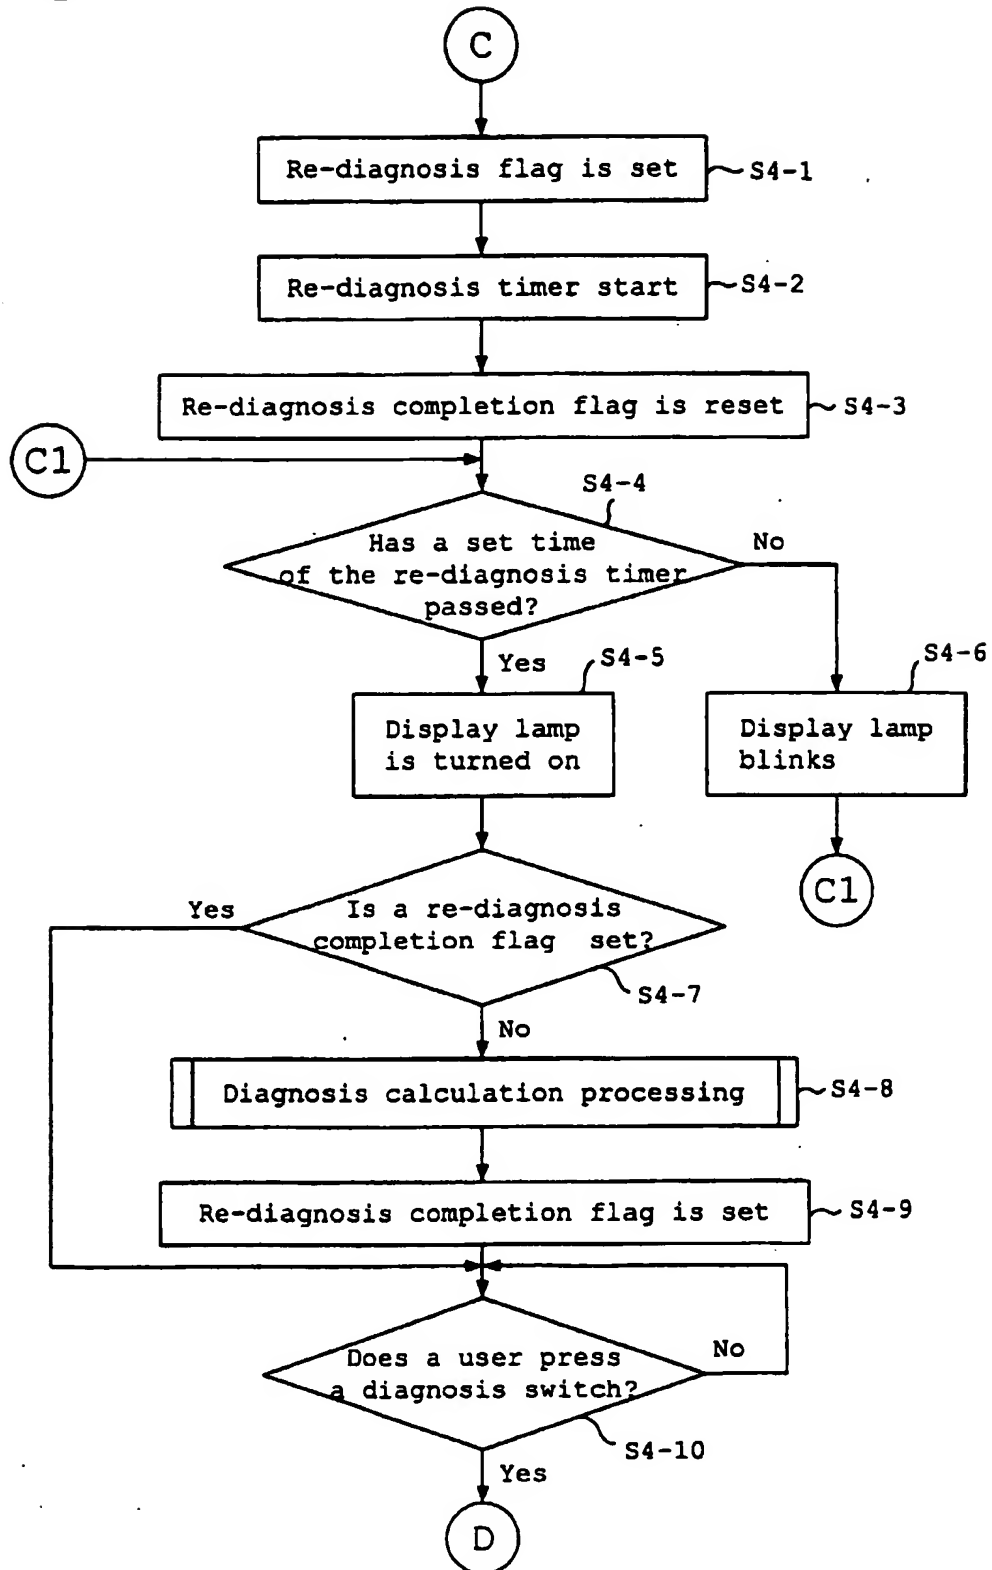 C
Re-diagnosis flag is set
S4-1
Re-diagnosis timer start
S4-2
Re-diagnosis completion flag is reset
S4-3
C1
S4-4
Has a set time
of the re-diagnosis timer
passed?
No
Yes
S4-5
S4-6
Display lamp
is turned on
Display lamp
blinks
C1
Yes
Is a re-diagnosis
completion flag set?
S4-7
No
Diagnosis calculation processing
S4-8
Re-diagnosis completion flag is set
S4-9
Does a user press
a diagnosis switch?
No
S4-10
Yes
D